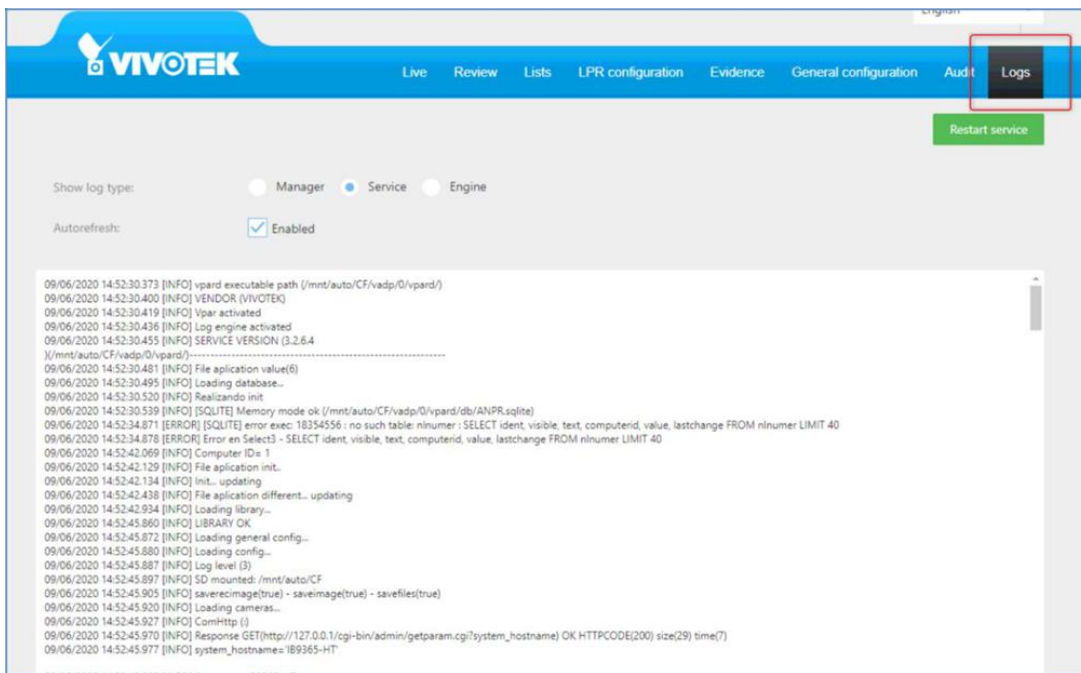 English
VIVOTEK
Live Review Lists LPR configuration Evidence General configuration Audit Logs
Restart service
Show log type: Manager Service Engine
Autorefresh: Enabled
09/06/2020 14:52:30.373 [INFO] vpard executable path (/mnt/auto/CF/vadp/0/vpard/)
09/06/2020 14:52:30.400 [INFO] VENDOR (VIVOTEK)
09/06/2020 14:52:30.419 [INFO] Vpar activated
09/06/2020 14:52:30.436 [INFO] Log engine activated
09/06/2020 14:52:30.455 [INFO] SERVICE VERSION (3.2.6.4
)(/mnt/auto/CF/vadp/0/vpard/)------------------------------------------------------------
09/06/2020 14:52:30.481 [INFO] File aplication value(6)
09/06/2020 14:52:30.495 [INFO] Loading database...
09/06/2020 14:52:30.520 [INFO] Realizando init
09/06/2020 14:52:30.539 [INFO] [SQLITE] Memory mode ok (/mnt/auto/CF/vadp/0/vpard/db/ANPR.sqlite)
09/06/2020 14:52:34.871 [ERROR] [SQLITE] error exec: 18354556 : no such table: nlnumer : SELECT ident, visible, text, computerid, value, lastchange FROM nlnumer LIMIT 40
09/06/2020 14:52:34.878 [ERROR] Error en Select3 - SELECT ident, visible, text, computerid, value, lastchange FROM nlnumer LIMIT 40
09/06/2020 14:52:42.069 [INFO] Computer ID= 1
09/06/2020 14:52:42.129 [INFO] File aplication init..
09/06/2020 14:52:42.134 [INFO] Init... updating
09/06/2020 14:52:42.438 [INFO] File aplication different... updating
09/06/2020 14:52:42.934 [INFO] Loading library...
09/06/2020 14:52:45.860 [INFO] LIBRARY OK
09/06/2020 14:52:45.872 [INFO] Loading general config...
09/06/2020 14:52:45.880 [INFO] Loading config...
09/06/2020 14:52:45.887 [INFO] Log level (3)
09/06/2020 14:52:45.897 [INFO] SD mounted: /mnt/auto/CF
09/06/2020 14:52:45.905 [INFO] saverecimage(true) - saveimage(true) - savefiles(true)
09/06/2020 14:52:45.920 [INFO] Loading cameras...
09/06/2020 14:52:45.927 [INFO] ComHttp (:)
09/06/2020 14:52:45.970 [INFO] Response GET(http://127.0.0.1/cgi-bin/admin/getparam.cgi?system_hostname) OK HTTPCODE(200) size(29) time(7)
09/06/2020 14:52:45.977 [INFO] system_hostname='IB9365-HT'